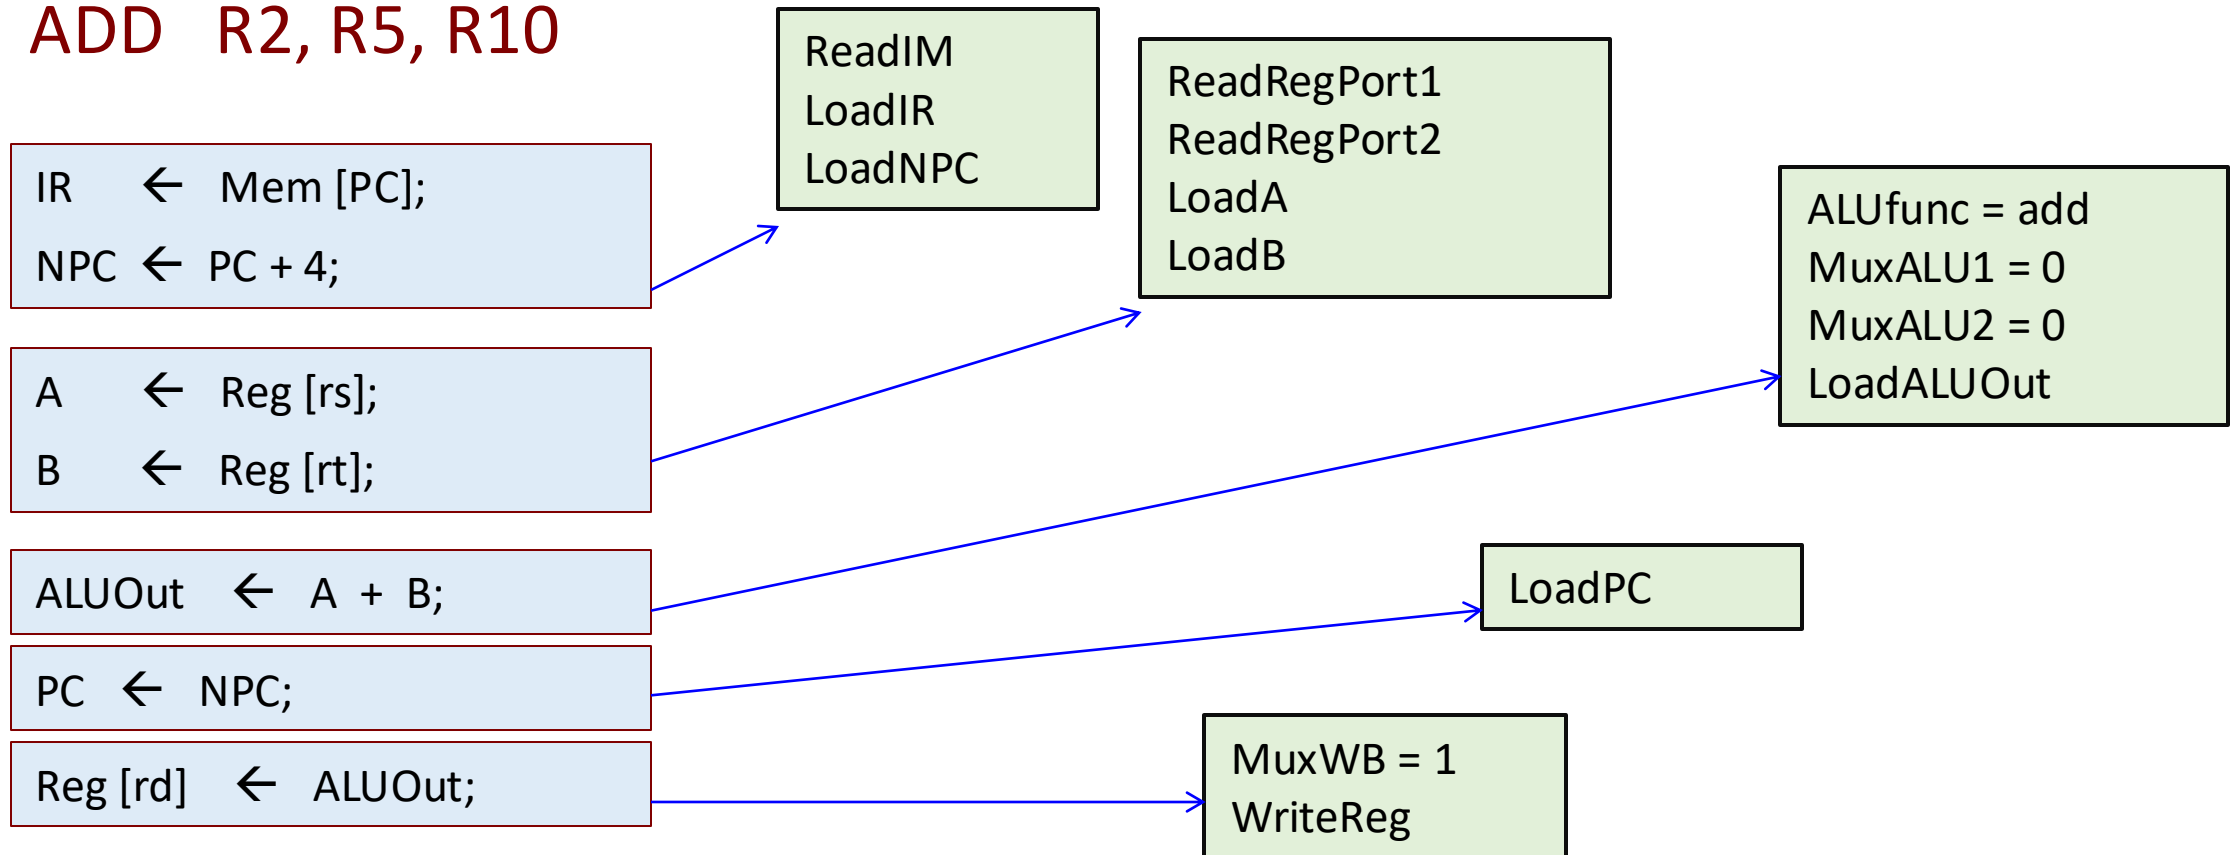 ADD R2, R5, R10
IR ← Mem [PC];
NPC ← PC + 4;
A ← Reg [rs];
B ← Reg [rt];
ALUOut ← A + B;
PC ← NPC;
Reg [rd] ← ALUOut;
ReadIM
LoadIR
LoadNPC
ReadRegPort1
ReadRegPort2
LoadA
LoadB
ALUfunc = add
MuxALU1 = 0
MuxALU2 = 0
LoadALUOut
LoadPC
MuxWB = 1
WriteReg